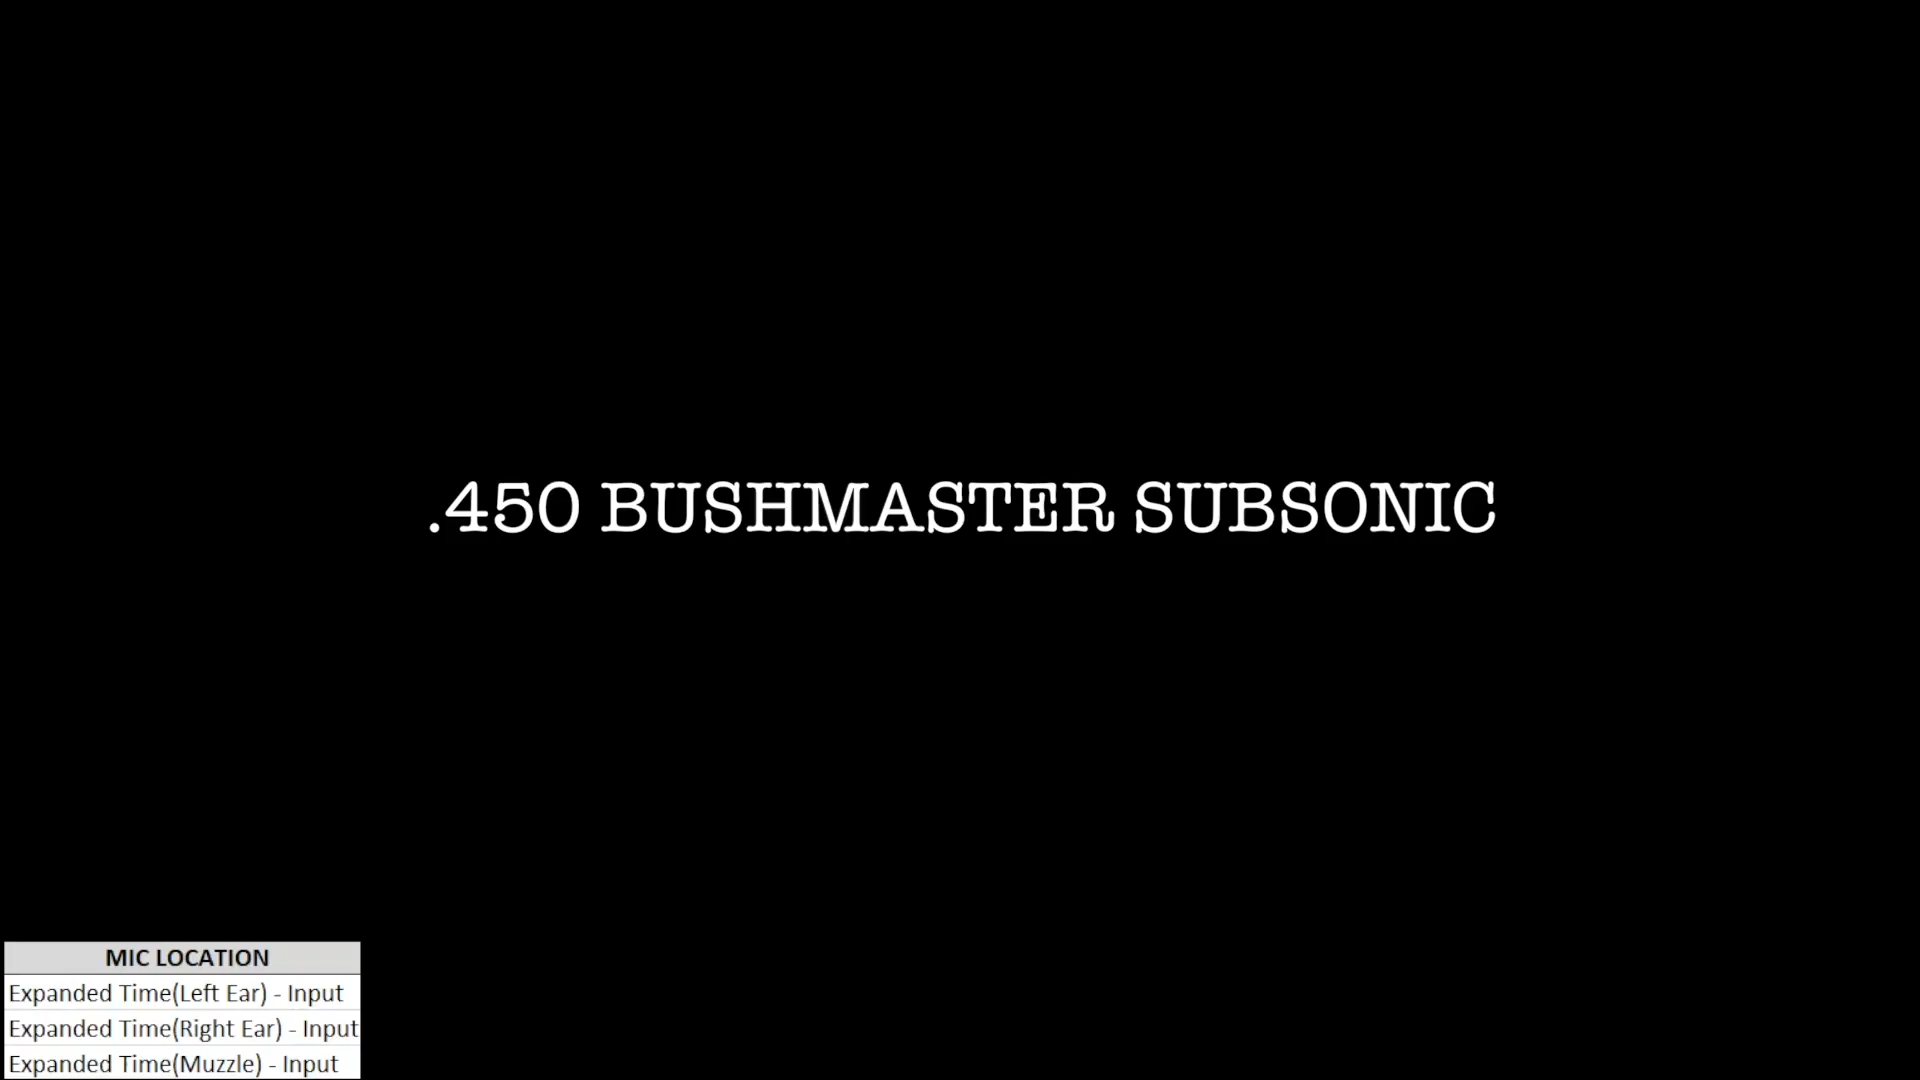 .450 BUSHMASTER SUBSONIC
MIC LOCATION
Expanded Time(Left Ear) - Input
Expanded Time(Right Ear) - Input
Expanded Time(Muzzle) - Input